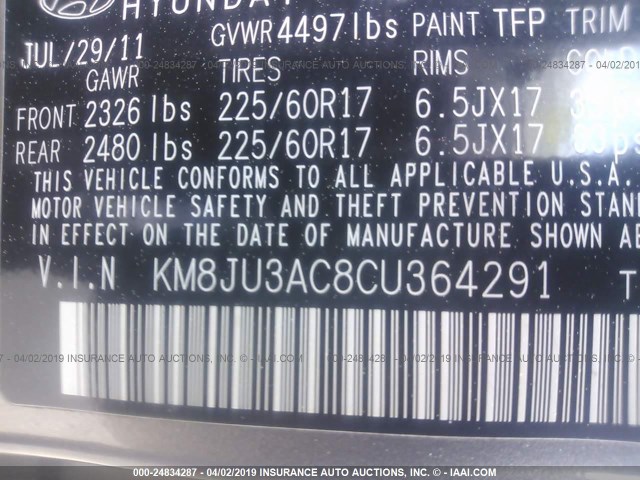 HYUNDAI
JUL/29/11 GVWR 4497 lbs PAINT TFP TRIM
GAWR TIRES RIMS
FRONT 2326 lbs 225/60R17 6.5JX17
REAR 2480 lbs 225/60R17 6.5JX17
THIS VEHICLE CONFORMS TO ALL APPLICABLE U.S.A.
MOTOR VEHICLE SAFETY AND THEFT PREVENTION STAN
IN EFFECT ON THE DATE OF MANUFACTURE SHOWN AB
V.I.N KM8JU3AC8CU364291 T
000-24834287 - 04/02/2019 INSURANCE AUTO AUCTIONS, INC. - IAAI.COM